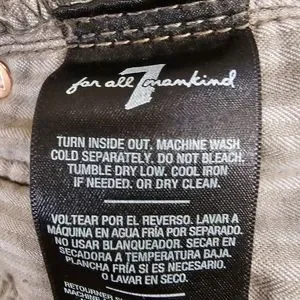 for all 7 mankind
TURN INSIDE OUT. MACHINE WASH
COLD SEPARATELY. DO NOT BLEACH.
TUMBLE DRY LOW. COOL IRON
IF NEEDED. OR DRY CLEAN.
VOLTEAR POR EL REVERSO. LAVAR A
MÁQUINA EN AGUA FRÍA POR SEPARADO.
NO USAR BLANQUEADOR. SECAR EN
SECADORA A TEMPERATURA BAJA.
PLANCHA FRÍA SI ES NECESARIO.
O LAVAR EN SECO.
RETOURNER
MACHINE